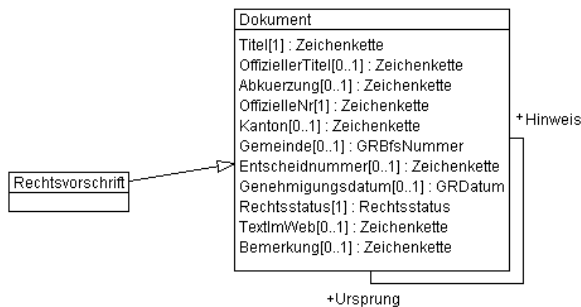 Dokument
Titel[1] : Zeichenkette
OffiziellerTitel[0..1] : Zeichenkette
Abkuerzung[0..1] : Zeichenkette
OffizielleNr[1] : Zeichenkette
Kanton[0..1] : Zeichenkette
Gemeinde[0..1] : GRBfsNummer
Entscheidnummer[0..1] : Zeichenkette
Genehmigungsdatum[0..1] : GRDatum
Rechtsstatus[1] : Rechtsstatus
TextImWeb[0..1] : Zeichenkette
Bemerkung[0..1] : Zeichenkette
+Hinweis
Rechtsvorschrift
+Ursprung